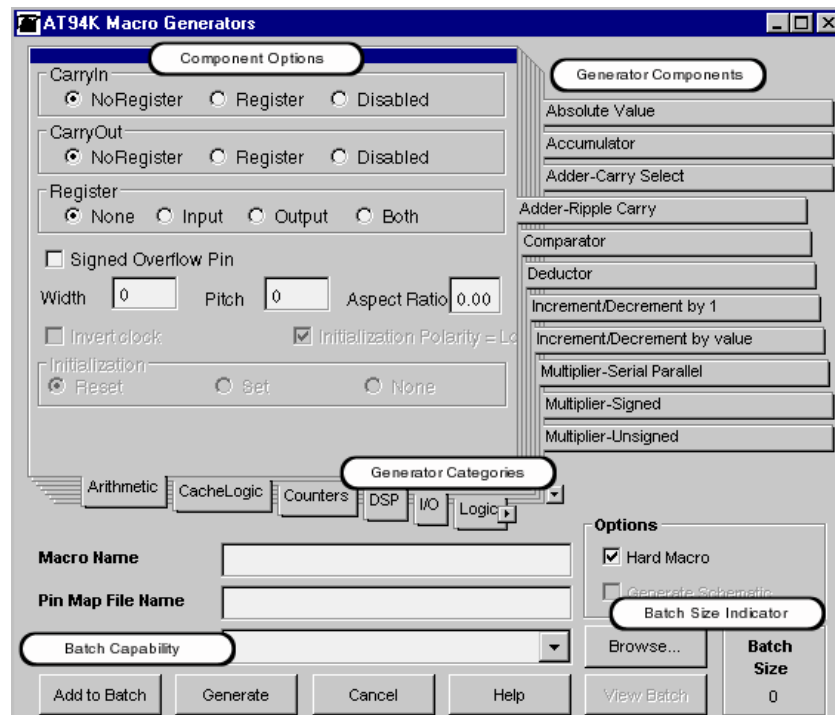 AT94K Macro Generators
Component Options
Generator Components
CarryIn
NoRegister Register Disabled
CarryOut
NoRegister Register Disabled
Register
None Input Output Both
Signed Overflow Pin
Width 0 Pitch 0 Aspect Ratio 0.00
Invert clock Initialization Polarity = Lo
Initialization
Reset Set None
Absolute Value
Accumulator
Adder-Carry Select
Adder-Ripple Carry
Comparator
Deductor
Increment/Decrement by 1
Increment/Decrement by value
Multiplier-Serial Parallel
Multiplier-Signed
Multiplier-Unsigned
Generator Categories
Arithmetic CacheLogic Counters DSP I/O Logic
Macro Name
Pin Map File Name
Options
Hard Macro
Generate Schematic
Batch Size Indicator
Batch Capability
Browse...
Batch
Size
0
Add to Batch Generate Cancel Help View Batch